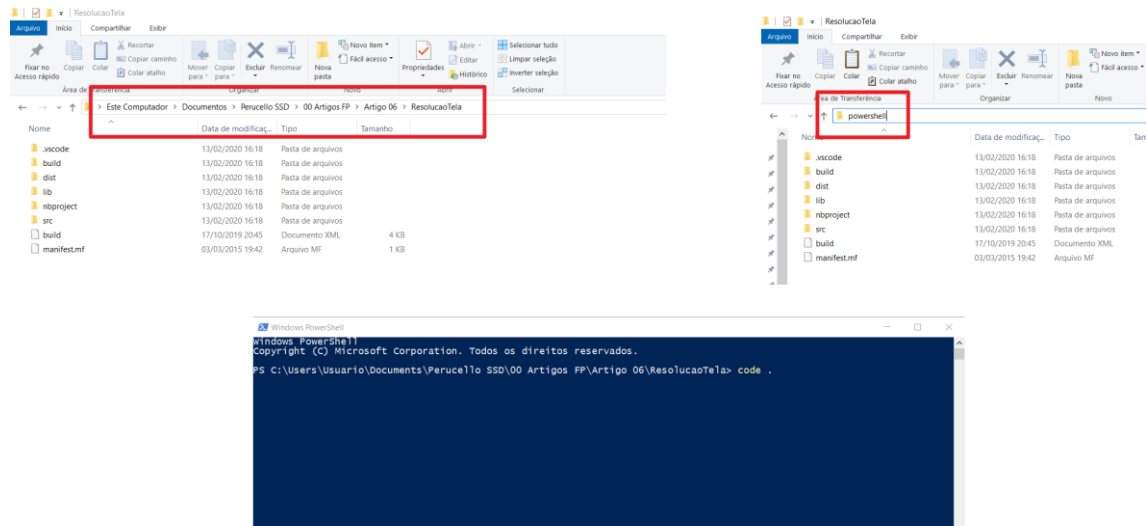 ResolucaoTela
Arquivo Início Compartilhar Exibir
Fixar no Acesso rápido
Copiar
Colar
Recortar
Copiar caminho
Colar atalho
Área de Transferência
Mover para
Copiar para
Excluir
Renomear
Organizar
Nova pasta
Novo item
Fácil acesso
Novo
Propriedades
Abrir
Editar
Histórico
Abrir
Selecionar tudo
Limpar seleção
Inverter seleção
Selecionar
> Este Computador > Documentos > Perucello SSD > 00 Artigos FP > Artigo 06 > ResolucaoTela
Nome Data de modificaç... Tipo Tamanho
.vscode 13/02/2020 16:18 Pasta de arquivos
build 13/02/2020 16:18 Pasta de arquivos
dist 13/02/2020 16:18 Pasta de arquivos
lib 13/02/2020 16:18 Pasta de arquivos
nbproject 13/02/2020 16:18 Pasta de arquivos
src 13/02/2020 16:18 Pasta de arquivos
build 17/10/2019 20:45 Documento XML 4 KB
manifest.mf 03/03/2015 19:42 Arquivo MF 1 KB
ResolucaoTela
Arquivo Início Compartilhar Exibir
Fixar no Acesso rápido
Copiar
Colar
Recortar
Copiar caminho
Colar atalho
Área de Transferência
Mover para
Copiar para
Excluir
Renomear
Organizar
Nova pasta
Novo item
Fácil acesso
Novo
powershell
Data de modificaç... Tipo
.vscode 13/02/2020 16:18 Pasta de arquivos
build 13/02/2020 16:18 Pasta de arquivos
dist 13/02/2020 16:18 Pasta de arquivos
lib 13/02/2020 16:18 Pasta de arquivos
nbproject 13/02/2020 16:18 Pasta de arquivos
src 13/02/2020 16:18 Pasta de arquivos
build 17/10/2019 20:45 Documento XML
manifest.mf 03/03/2015 19:42 Arquivo MF
Windows PowerShell
Windows PowerShell
Copyright (C) Microsoft Corporation. Todos os direitos reservados.
PS C:\Users\Usuario\Documents\Perucello SSD\00 Artigos FP\Artigo 06\ResolucaoTela> code .